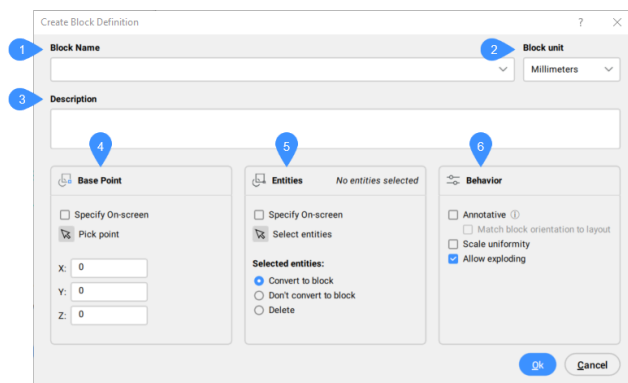 Create Block Definition ?
1 Block Name 2 Block unit
Millimeters
3 Description
4 5 6
Base Point Entities No entities selected Behavior
Specify On-screen Specify On-screen Annotative
Pick point Select entities Match block orientation to layout
Scale uniformity
Selected entities: Allow exploding
X: 0 Convert to block
Y: 0 Don't convert to block
Z: 0 Delete
Ok Cancel